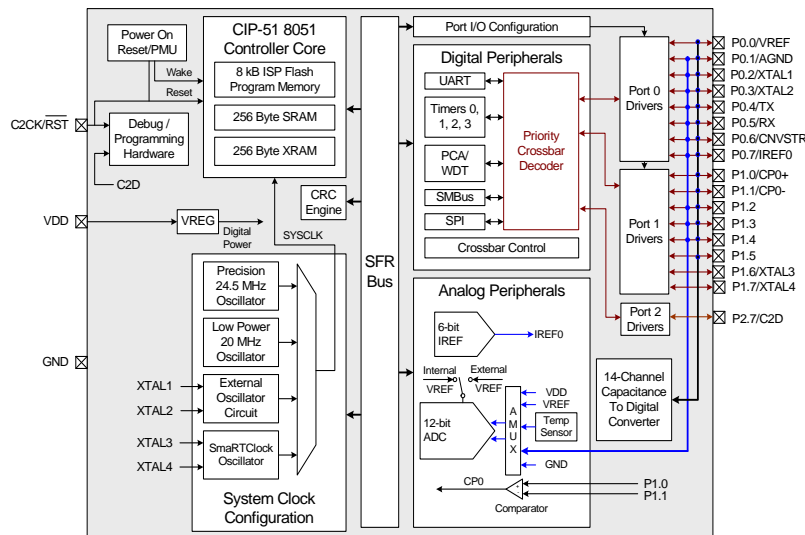 Power On
Reset/PMU
Wake
Reset
C2CK/RST
Debug /
Programming
Hardware
C2D
VDD
VREG
Digital
Power
GND
CIP-51 8051
Controller Core
8 kB ISP Flash
Program Memory
256 Byte SRAM
256 Byte XRAM
CRC
Engine
SYSCLK
Precision
24.5 MHz
Oscillator
Low Power
20 MHz
Oscillator
External
Oscillator
Circuit
SmaRTClock
Oscillator
XTAL1
XTAL2
XTAL3
XTAL4
System Clock
Configuration
SFR
Bus
Port I/O Configuration
Digital Peripherals
UART
Timers 0,
1, 2, 3
PCA/
WDT
SMBus
SPI
Priority
Crossbar
Decoder
Crossbar Control
Port 0
Drivers
Port 1
Drivers
Port 2
Drivers
P0.0/VREF
P0.1/AGND
P0.2/XTAL1
P0.3/XTAL2
P0.4/TX
P0.5/RX
P0.6/CNVSTR
P0.7/IREF0
P1.0/CP0+
P1.1/CP0-
P1.2
P1.3
P1.4
P1.5
P1.6/XTAL3
P1.7/XTAL4
P2.7/C2D
Analog Peripherals
6-bit
IREF
IREF0
Internal
VREF
External
VREF
12-bit
ADC
A
M
U
X
VDD
VREF
Temp
Sensor
GND
CP0
+
-
Comparator
P1.0
P1.1
14-Channel
Capacitance
To Digital
Converter